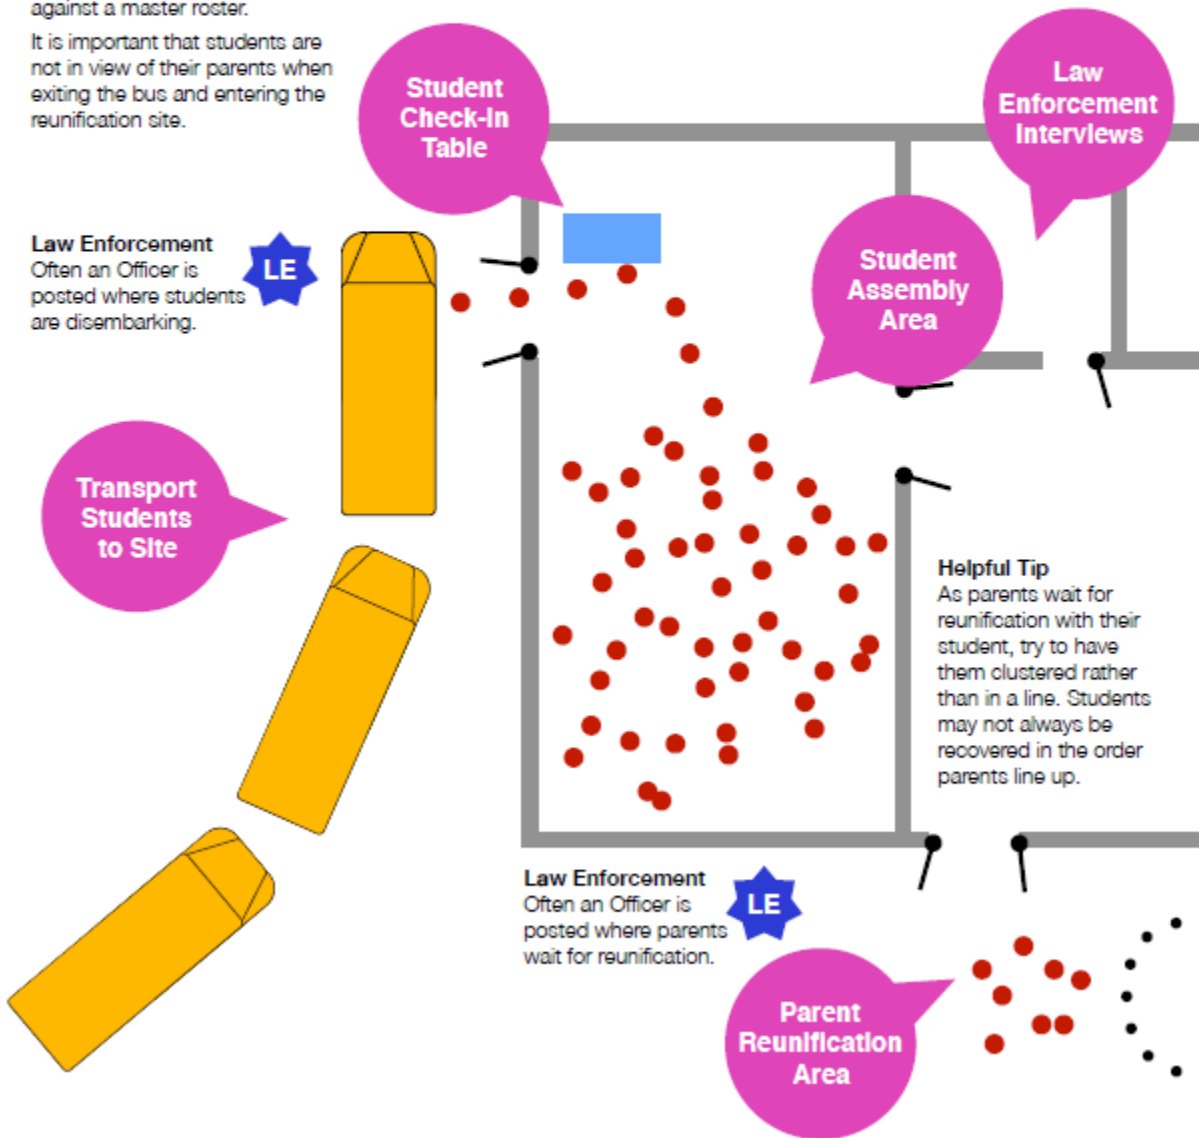 against a master roster.
It is important that students are
not in view of their parents when
exiting the bus and entering the
reunification site.
Student
Check-In
Table
Law
Enforcement
Interviews
Law Enforcement
Often an Officer is
posted where students
are disembarking.
LE
Student
Assembly
Area
Transport
Students
to Site
Helpful Tip
As parents wait for
reunification with their
student, try to have
them clustered rather
than in a line. Students
may not always be
recovered in the order
parents line up.
Law Enforcement
Often an Officer is
posted where parents
wait for reunification.
LE
Parent
Reunification
Area